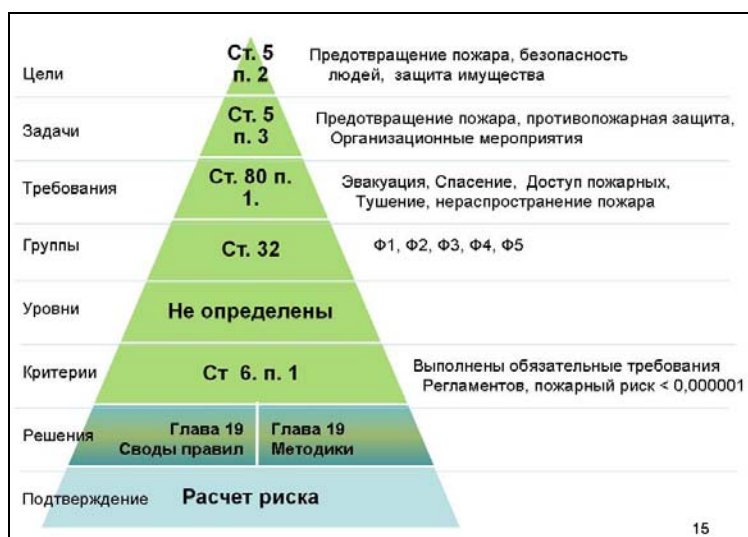 Цели
Ст. 5
п. 2
Предотвращение пожара, безопасность
людей, защита имущества
Задачи
Ст. 5
п. 3
Предотвращение пожара, противопожарная защита,
Организационные мероприятия
Требования
Ст. 80 п.
1.
Эвакуация, Спасение, Доступ пожарных,
Тушение, нераспространение пожара
Группы
Ст. 32
Ф1, Ф2, Ф3, Ф4, Ф5
Уровни
Не определены
Критерии
Ст 6. п. 1
Выполнены обязательные требования
Регламентов, пожарный риск < 0,000001
Решения
Глава 19
Своды правил
Глава 19
Методики
Подтверждение
Расчет риска
15